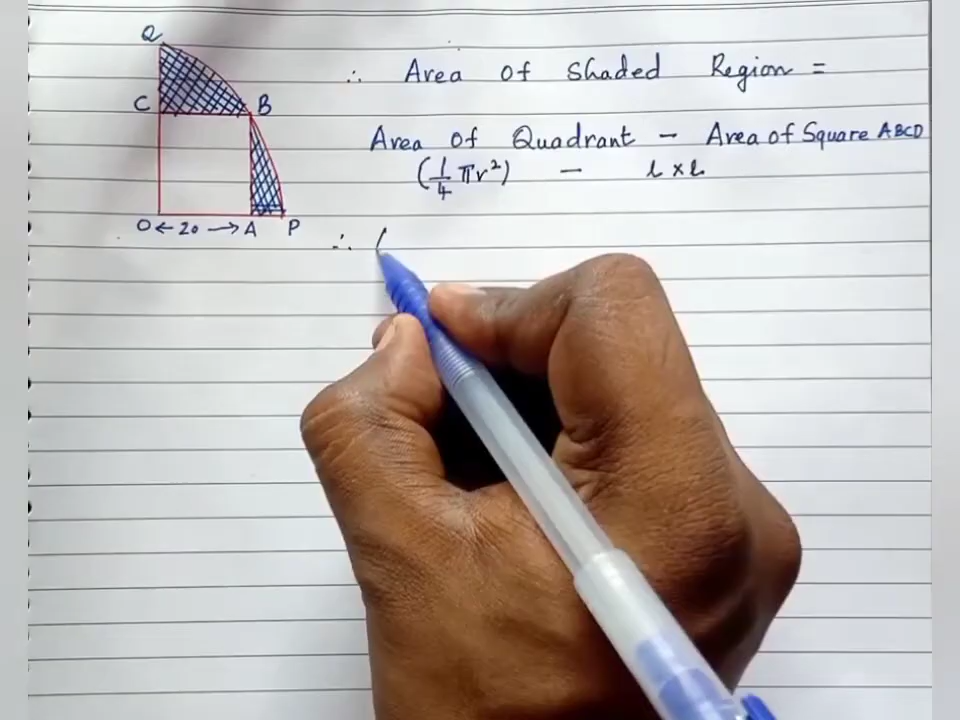 Q
∴ Area of shaded Region =
C B
Area of Quadrant - Area of Square ABCD
(1/4 πr²) - l × l
O ← 20 → A P
∴ (